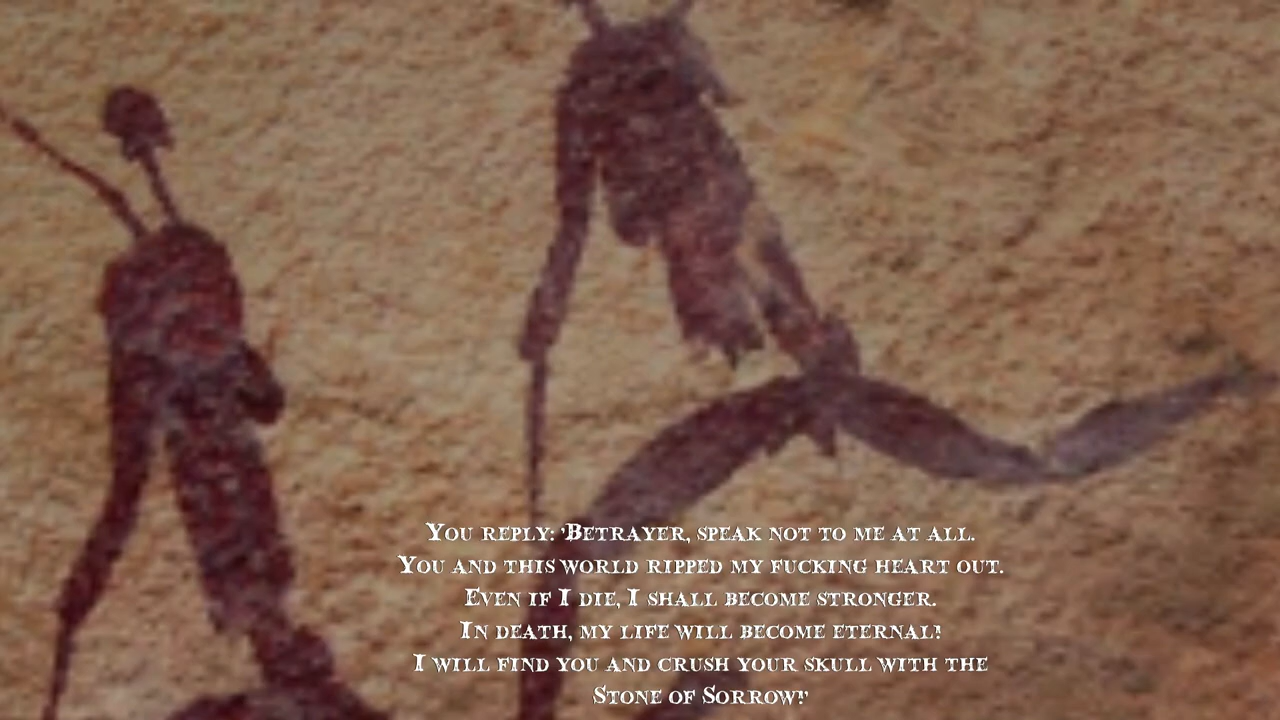 You reply: 'Betrayer, speak not to me at all.
You and this world ripped my fucking heart out.
Even if I die, I shall become stronger.
In death, my life will become eternal!
I will find you and crush your skull with the
Stone of Sorrow!'